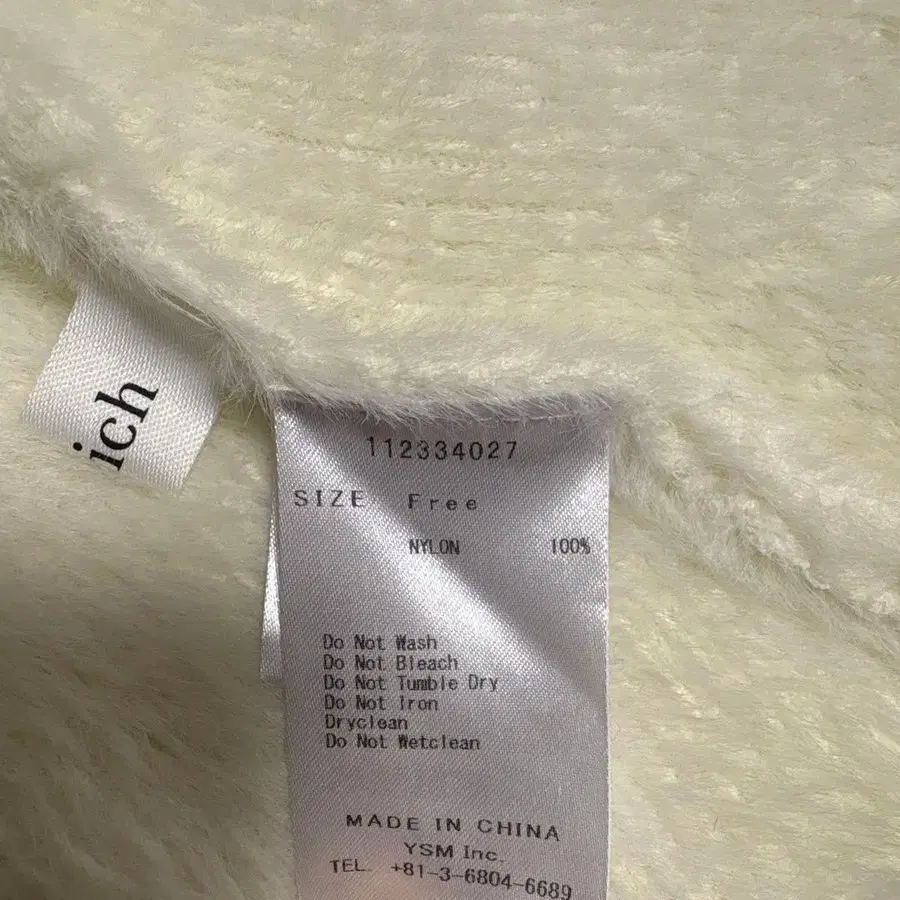 ich
112334027
SIZE Free
NYLON 100%
Do Not Wash
Do Not Bleach
Do Not Tumble Dry
Do Not Iron
Dryclean
Do Not Wetclean
MADE IN CHINA
YSM Inc.
TEL. +81-3-6804-6689